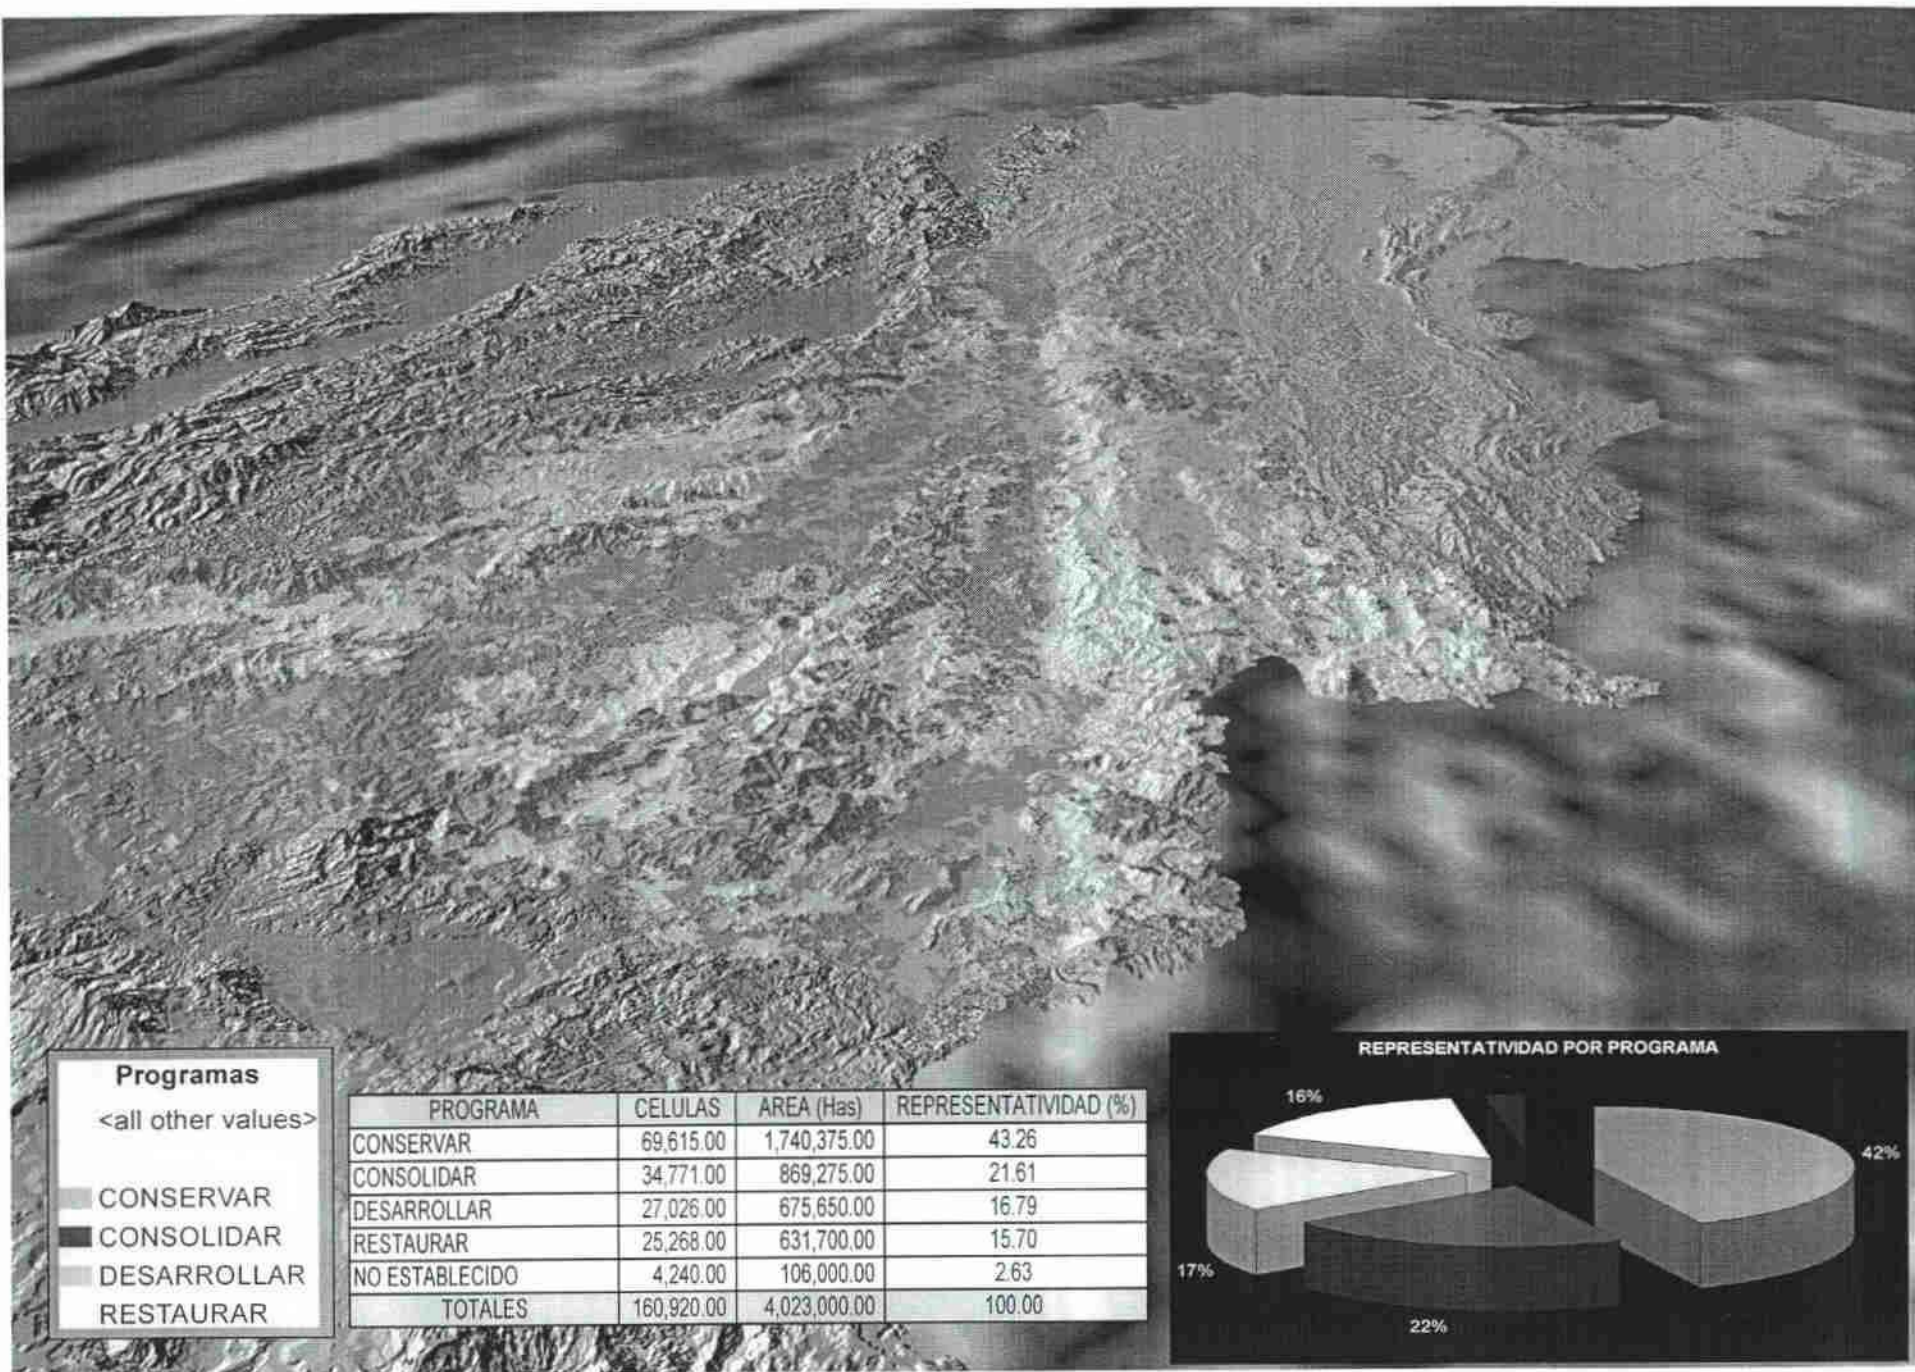 Programas
<all other values>
CONSERVAR
CONSOLIDAR
DESARROLLAR
RESTAURAR
PROGRAMA CELULAS AREA (Has) REPRESENTATIVIDAD (%)
CONSERVAR 69,615.00 1,740,375.00 43.26
CONSOLIDAR 34,771.00 869,275.00 21.61
DESARROLLAR 27,026.00 675,650.00 16.79
RESTAURAR 25,268.00 631,700.00 15.70
NO ESTABLECIDO 4,240.00 106,000.00 2.63
TOTALES 160,920.00 4,023,000.00 100.00
REPRESENTATIVIDAD POR PROGRAMA
16%
42%
17%
22%